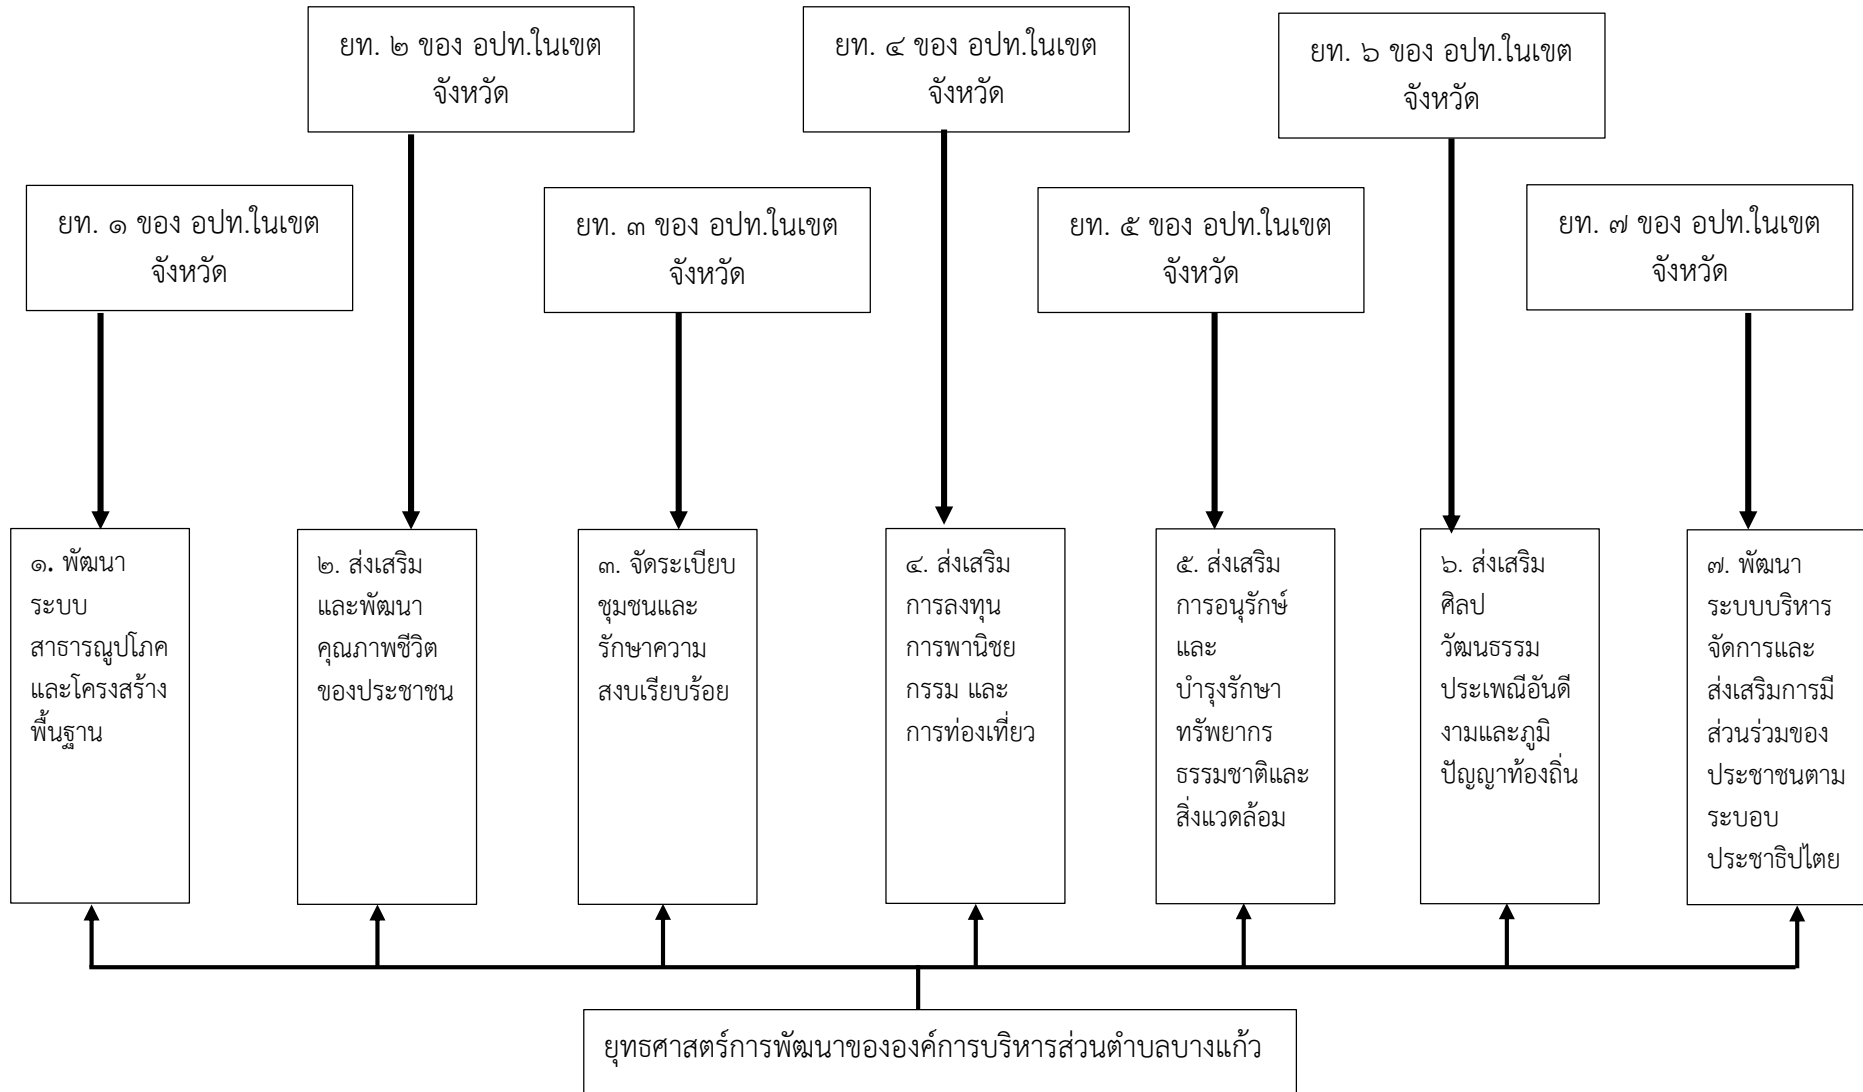 ยท. ๒ ของ อปท.ในเขต
จังหวัด
ยท. ๔ ของ อปท.ในเขต
จังหวัด
ยท. ๖ ของ อปท.ในเขต
จังหวัด
ยท. ๑ ของ อปท.ในเขต
จังหวัด
ยท. ๓ ของ อปท.ในเขต
จังหวัด
ยท. ๕ ของ อปท.ในเขต
จังหวัด
ยท. ๗ ของ อปท.ในเขต
จังหวัด
๑. พัฒนา
ระบบ
สาธารณูปโภค
และโครงสร้าง
พื้นฐาน
๒. ส่งเสริม
และพัฒนา
คุณภาพชีวิต
ของประชาชน
๓. จัดระเบียบ
ชุมชนและ
รักษาความ
สงบเรียบร้อย
๔. ส่งเสริม
การลงทุน
การพานิชย
กรรม และ
การท่องเที่ยว
๕. ส่งเสริม
การอนุรักษ์
และ
บำรุงรักษา
ทรัพยากร
ธรรมชาติและ
สิ่งแวดล้อม
๖. ส่งเสริม
ศิลป
วัฒนธรรม
ประเพณีอันดี
งามและภูมิ
ปัญญาท้องถิ่น
๗. พัฒนา
ระบบบริหาร
จัดการและ
ส่งเสริมการมี
ส่วนร่วมของ
ประชาชนตาม
ระบอบ
ประชาธิปไตย
ยุทธศาสตร์การพัฒนาขององค์การบริหารส่วนตำบลบางแก้ว